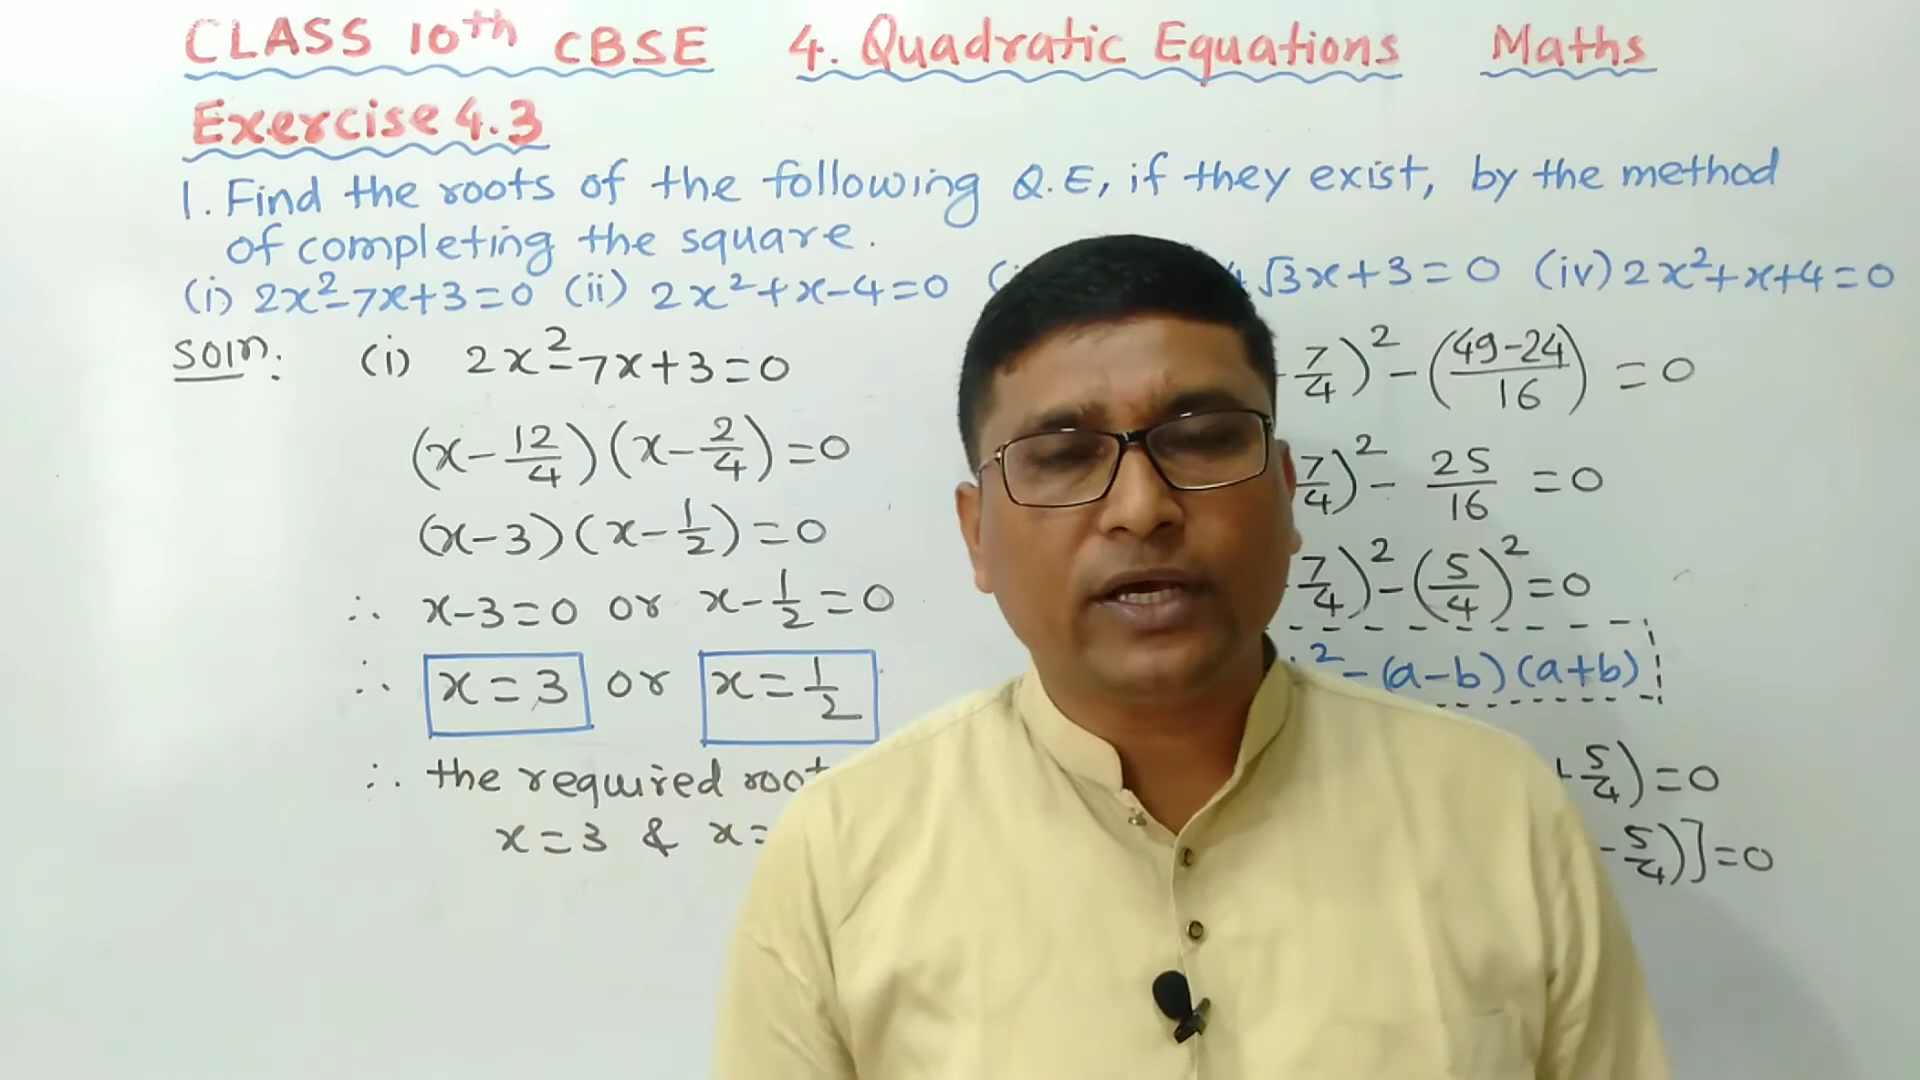 CLASS 10th CBSE 4. Quadratic Equations Maths
Exercise 4.3
1. Find the roots of the following Q.E, if they exist, by the method
of completing the square.
(i) 2x²-7x+3=0 (ii) 2x²+x-4=0 √3x+3=0 (iv) 2x²+x+4=0
Soln: (i) 2x²-7x+3=0
(x-12/4)(x-2/4)=0
(x-3)(x-1/2)=0
∴ x-3=0 or x-1/2=0
∴ x=3 or x=1/2
∴ the required
x=3 & x=
7/4)²-(49-24/16)=0
7/4)²-25/16=0
7/4)²-(5/4)²=0
²-(a-b)(a+b)
5/4)=0
-5/4)]=0